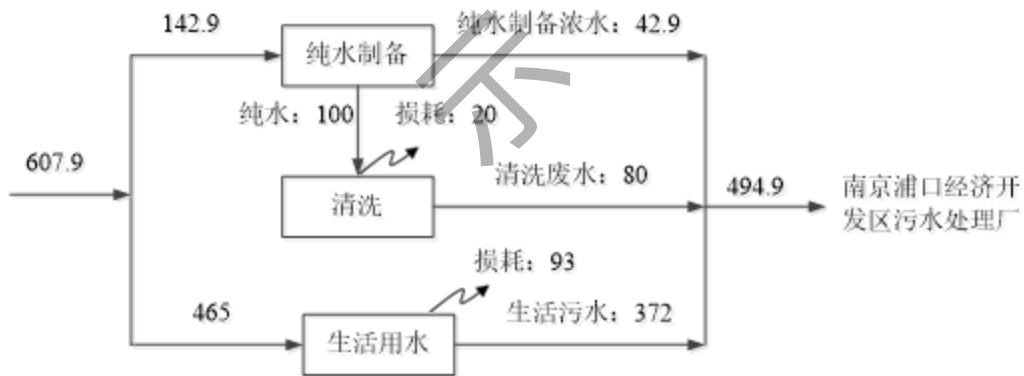 142.9
纯水制备
纯水制备浓水：42.9
纯水：100
损耗：20
607.9
清洗
清洗废水：80
494.9
南京浦口经济开
发区污水处理厂
损耗：93
465
生活用水
生活污水：372
示